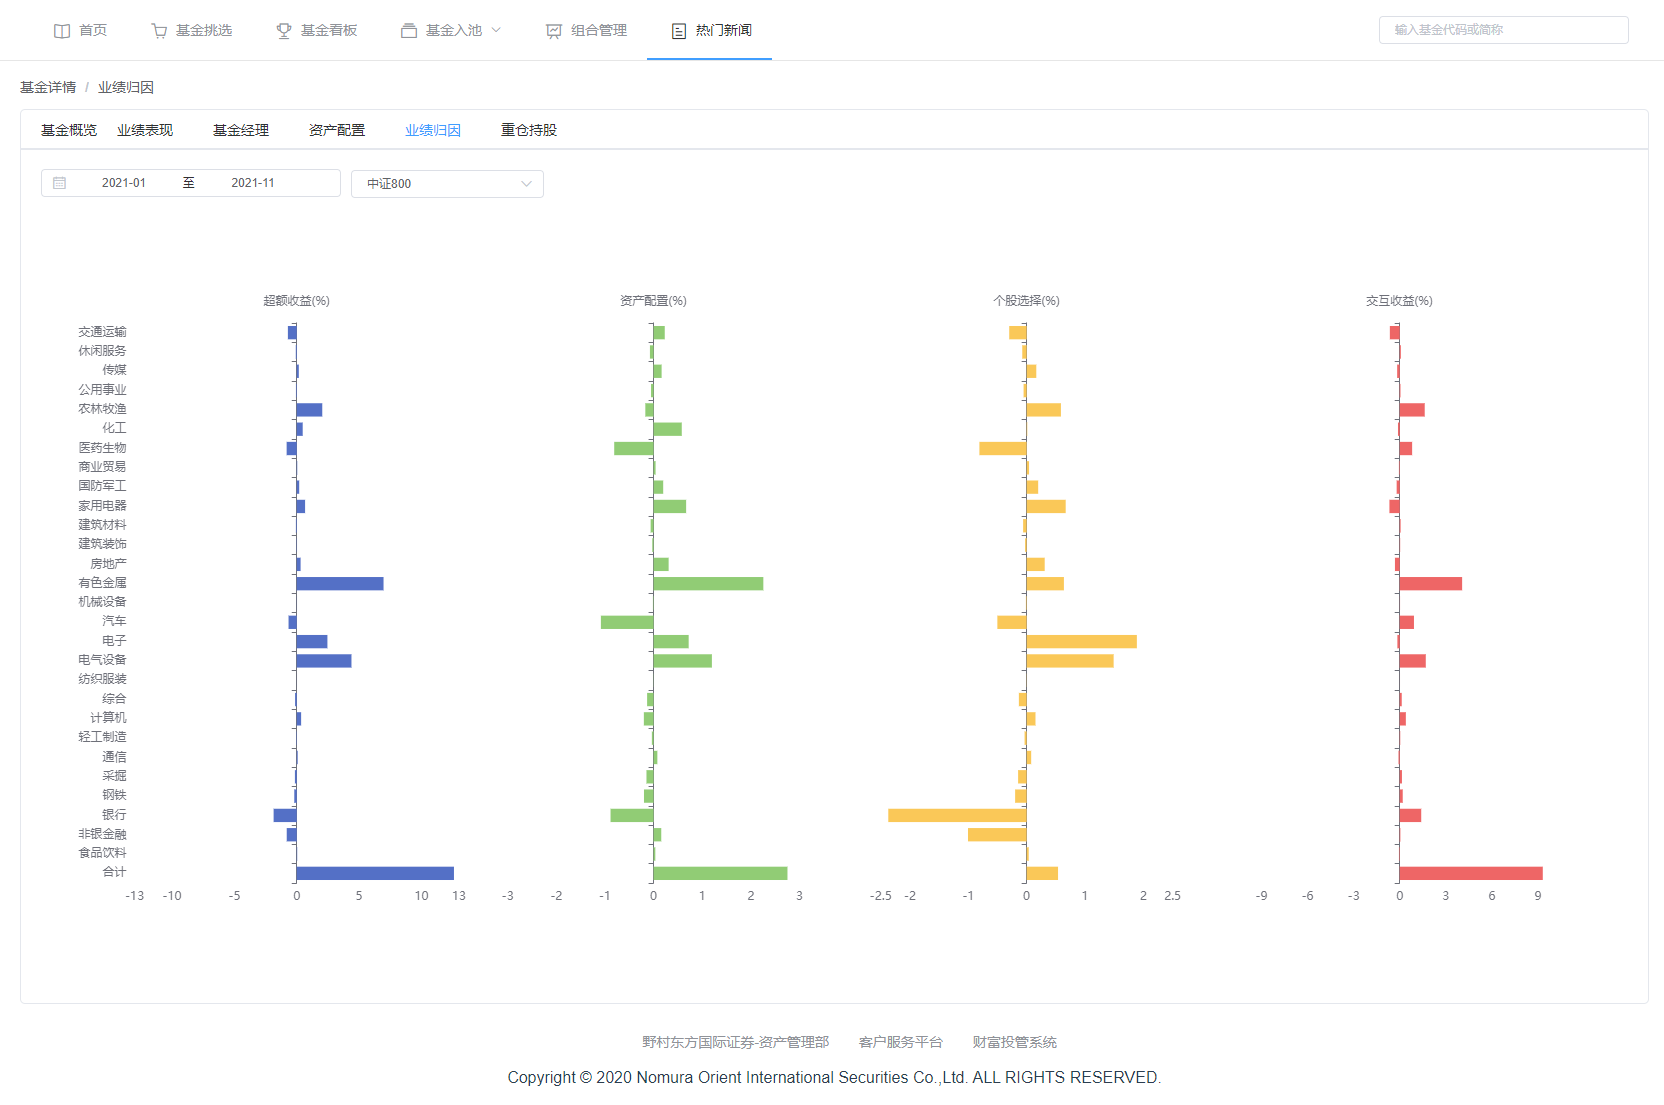 首页 基金挑选 基金看板 基金入池 组合管理 热门新闻 输入基金代码或简称
基金详情 / 业绩归因
基金概览 业绩表现 基金经理 资产配置 业绩归因 重仓持股
2021-01 至 2021-11 中证800
超额收益(%) 资产配置(%) 个股选择(%) 交互收益(%)
交通运输
休闲服务
传媒
公用事业
农林牧渔
化工
医药生物
商业贸易
国防军工
家用电器
建筑材料
建筑装饰
房地产
有色金属
机械设备
汽车
电子
电气设备
纺织服装
综合
计算机
轻工制造
通信
采掘
钢铁
银行
非银金融
食品饮料
合计
-13 -10 -5 0 5 10 13 -3 -2 -1 0 1 2 3 -2.5 -2 -1 0 1 2 2.5 -9 -6 -3 0 3 6 9
野村东方国际证券-资产管理部 客户服务平台 财富投管系统
Copyright © 2020 Nomura Orient International Securities Co.,Ltd. ALL RIGHTS RESERVED.